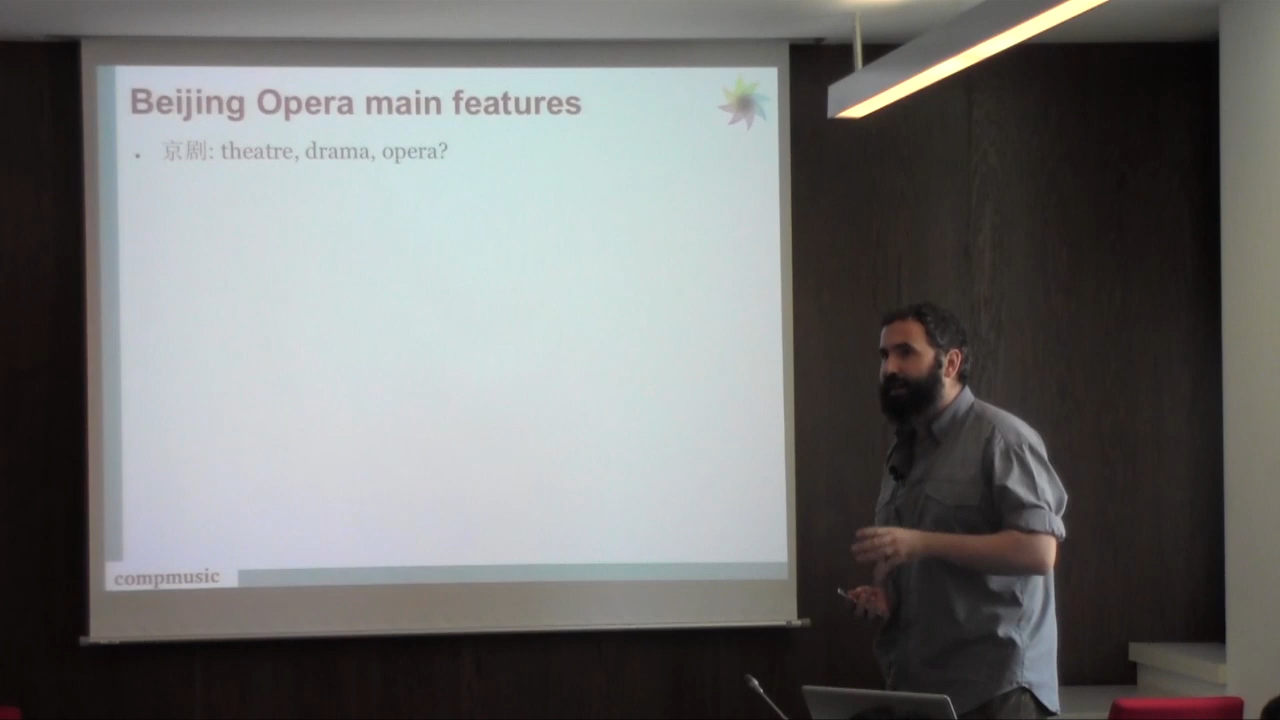 Beijing Opera main features
• 京剧: theatre, drama, opera?
compmusic